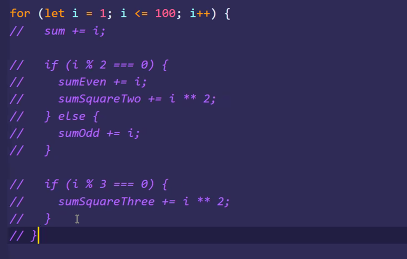 for (let i = 1; i <= 100; i++) {
//   sum += i;
//   if (i % 2 === 0) {
//     sumEven += i;
//     sumSquareTwo += i ** 2;
//   } else {
//     sumOdd += i;
//   }
//   if (i % 3 === 0) {
//     sumSquareThree += i ** 2;
//   }
// }